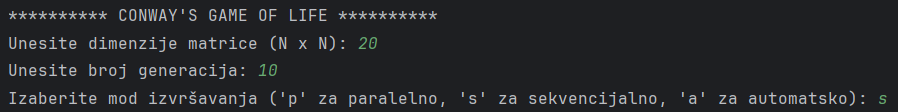 ********** CONWAY'S GAME OF LIFE **********
Unesite dimenzije matrice (N x N): 20
Unesite broj generacija: 10
Izaberite mod izvršavanja ('p' za paralelno, 's' za sekvencijalno, 'a' za automatsko): s